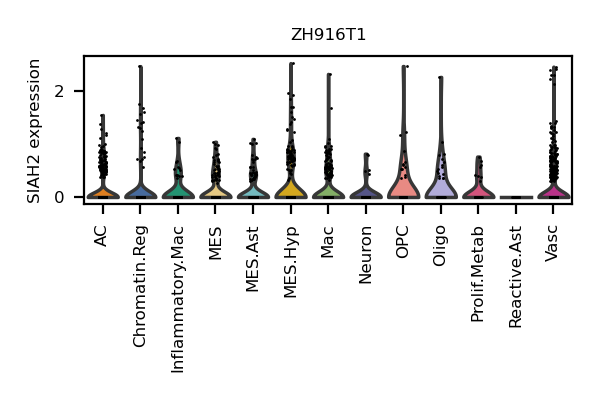 ZH916T1
SIAH2 expression
2
0
AC
Chromatin.Reg
Inflammatory.Mac
MES
MES.Ast
MES.Hyp
Mac
Neuron
OPC
Oligo
Prolif.Metab
Reactive.Ast
Vasc